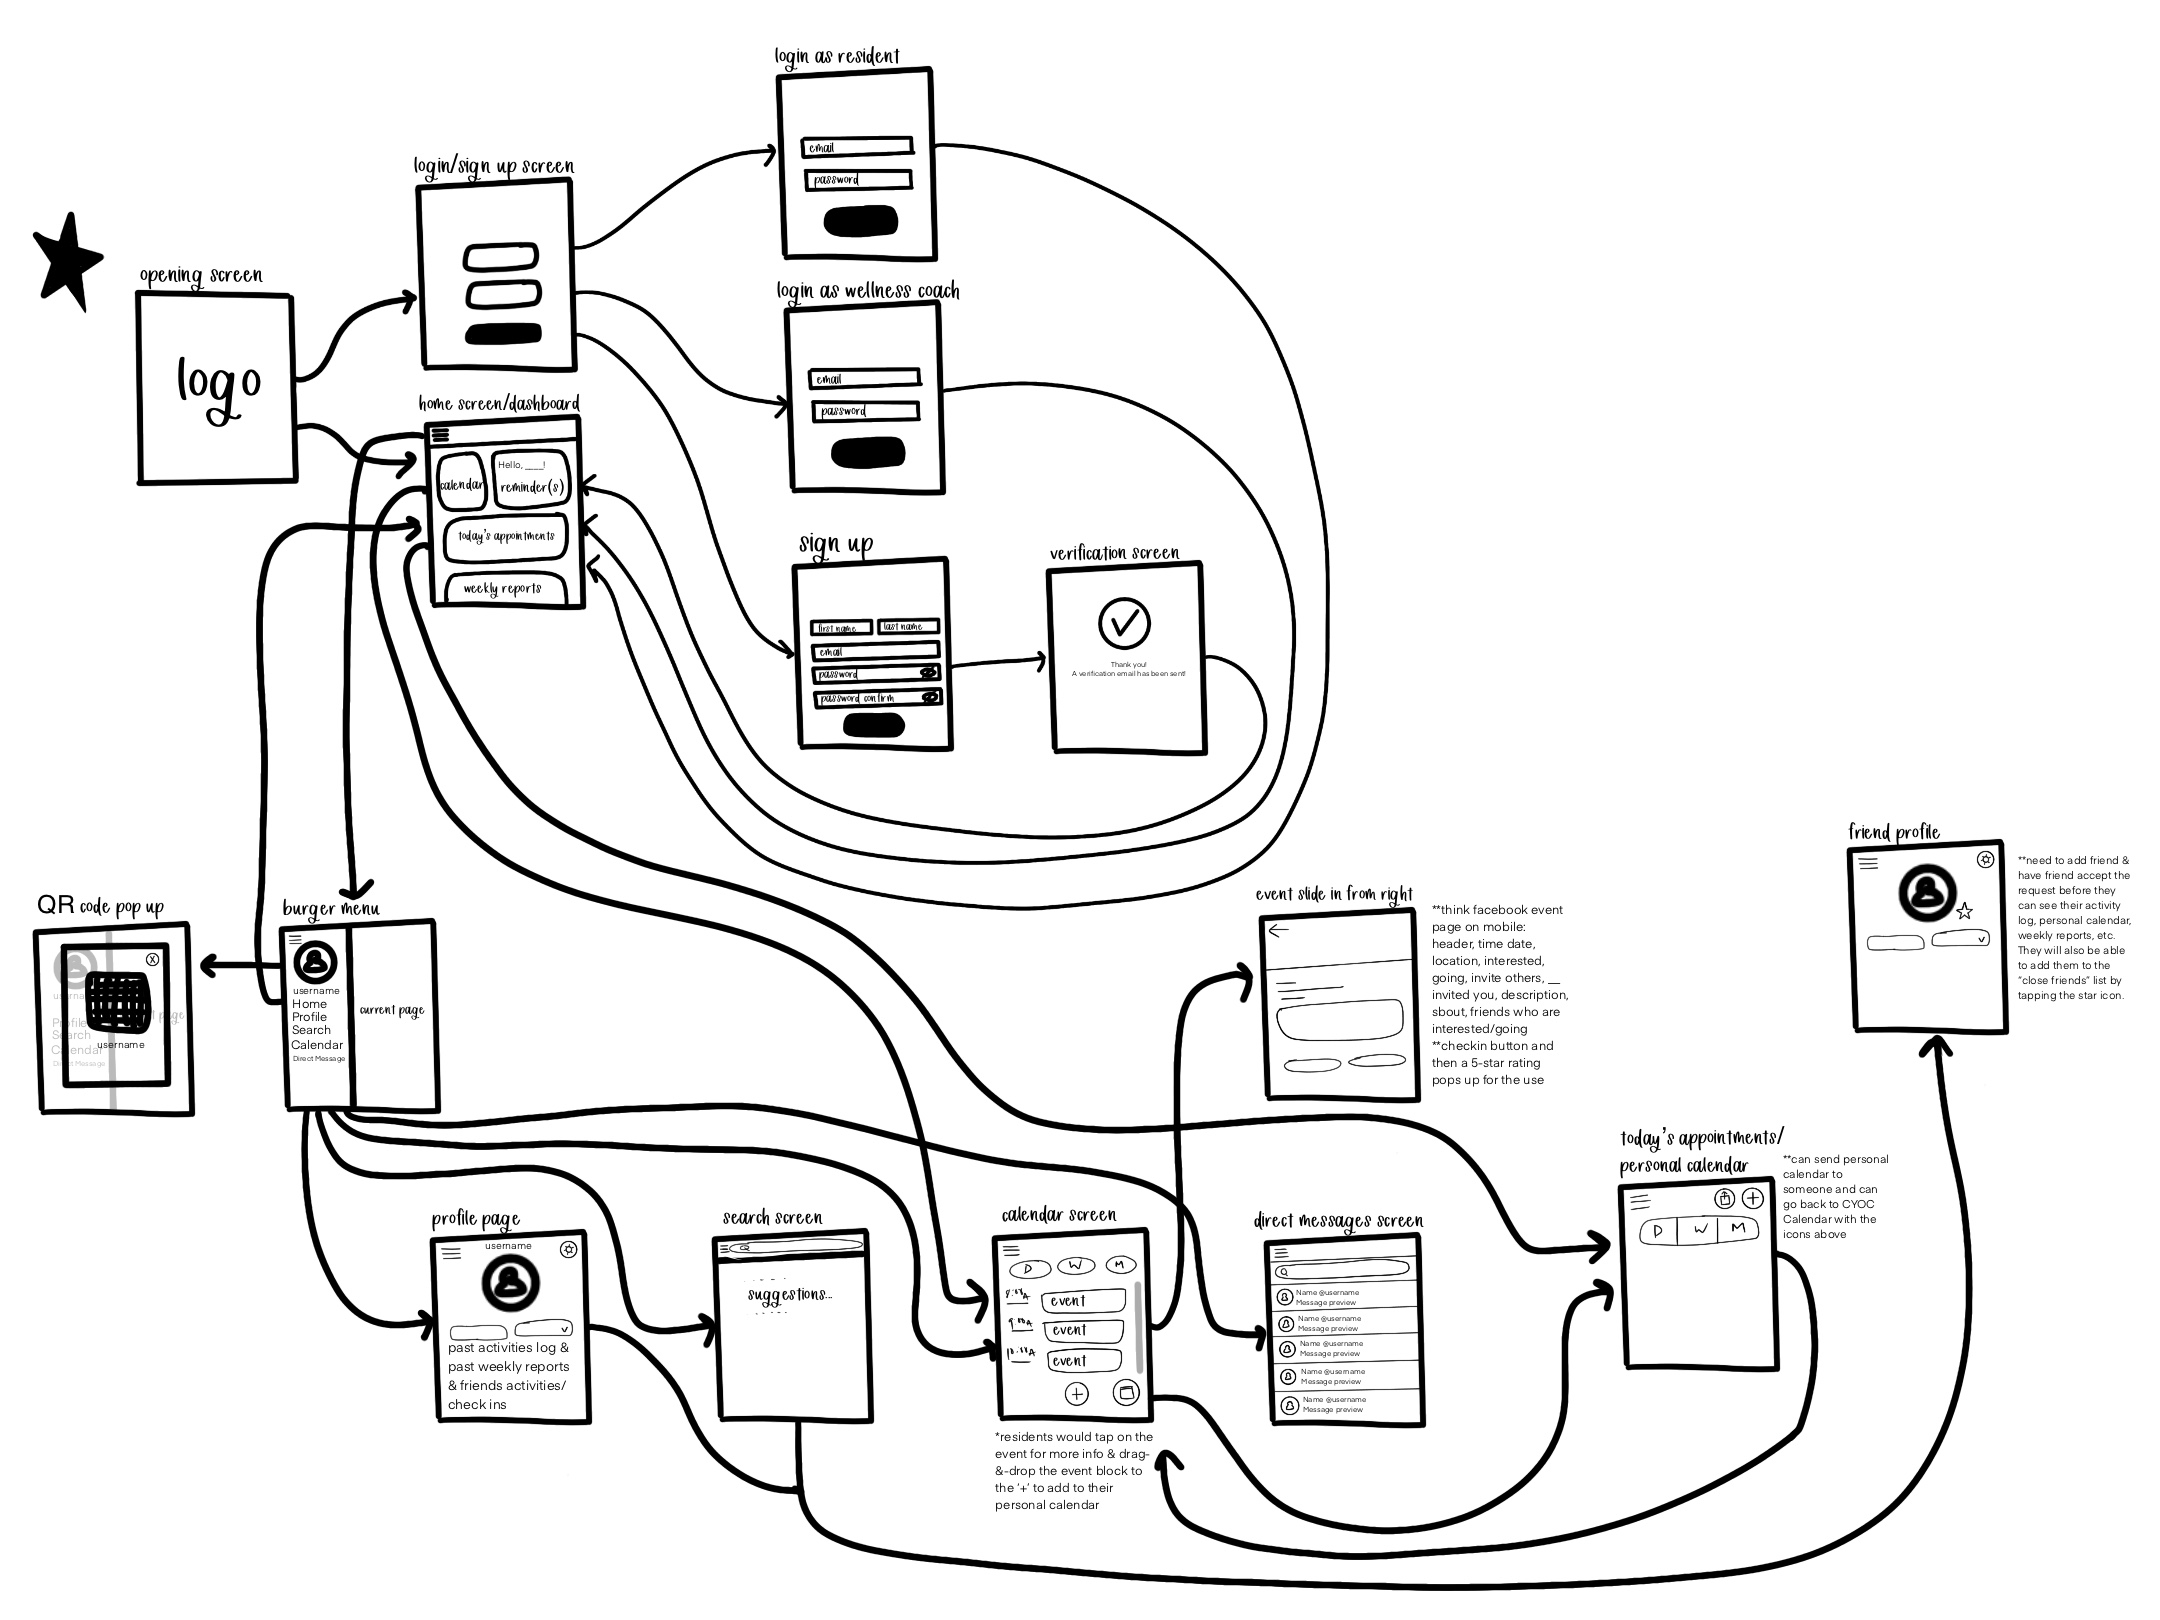 login as resident
email
password
login/sign up screen
opening screen
logo
login as wellness coach
email
password
home screen/dashboard
calendar
Hello, ____!
reminder(s)
today's appointments
weekly reports
sign up
first name
last name
email
password
password confirm
verification screen
Thank you!
A verification email has been sent!
QR code pop up
X
username
Profile
Search
Calendar
username
burger menu
username
Home
Profile
Search
Calendar
Direct Message
current page
event slide in from right
**think facebook event
page on mobile:
header, time date,
location, interested,
going, invite others, __
invited you, description,
sbout, friends who are
interested/going
**checkin button and
then a 5-star rating
pops up for the use
friend profile
**need to add friend &
have friend accept the
request before they
can see their activity
log, personal calendar,
weekly reports, etc.
They will also be able
to add them to the
"close friends" list by
tapping the star icon.
today's appointments/
personal calendar
D W M
**can send personal
calendar to
someone and can
go back to CYOC
Calendar with the
icons above
profile page
username
past activities log &
past weekly reports
& friends activities/
check ins
search screen
suggestions...
calendar screen
D W M
event
event
event
*residents would tap on the
event for more info & drag-
&-drop the event block to
the '+' to add to their
personal calendar
direct messages screen
Name @username
Message preview
Name @username
Message preview
Name @username
Message preview
Name @username
Message preview
Name @username
Message preview